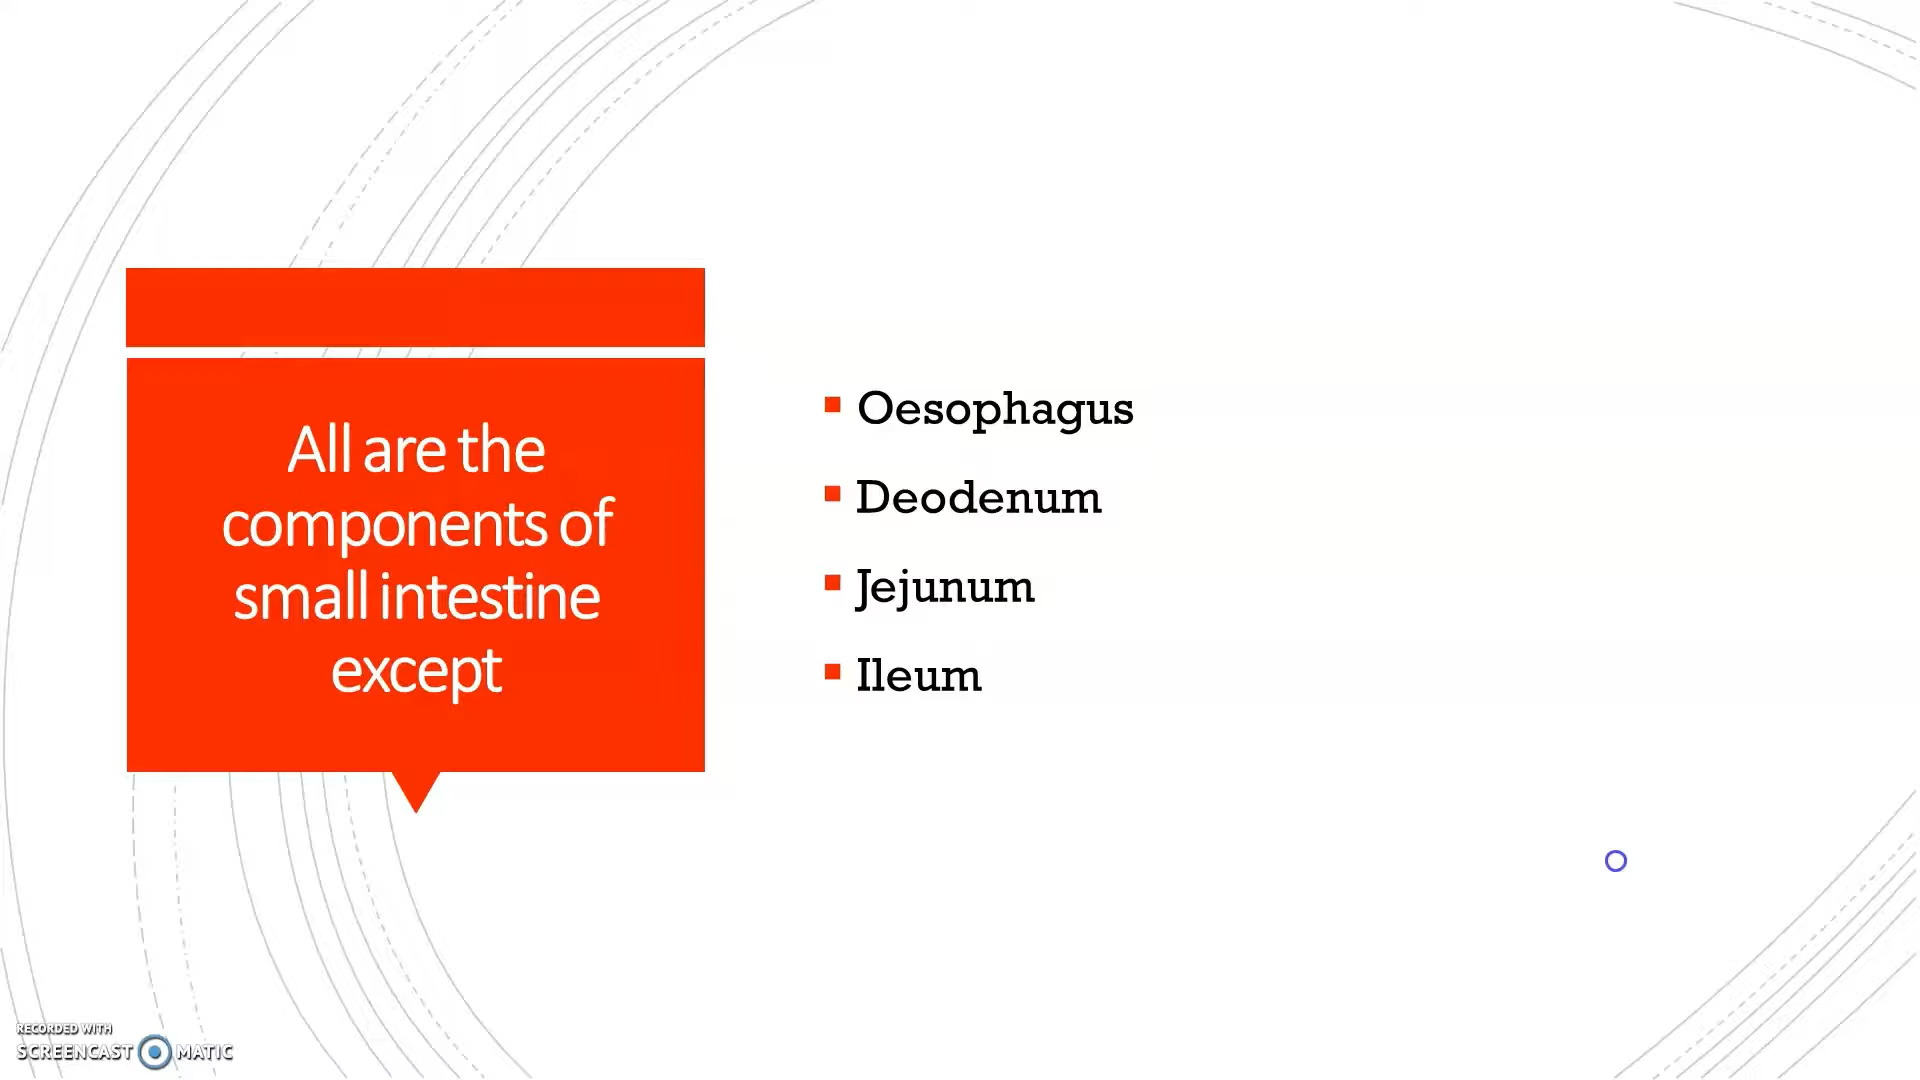 All are the
components of
small intestine
except
Oesophagus
Deodenum
Jejunum
Ileum
RECORDED WITH
SCREENCAST MATIC